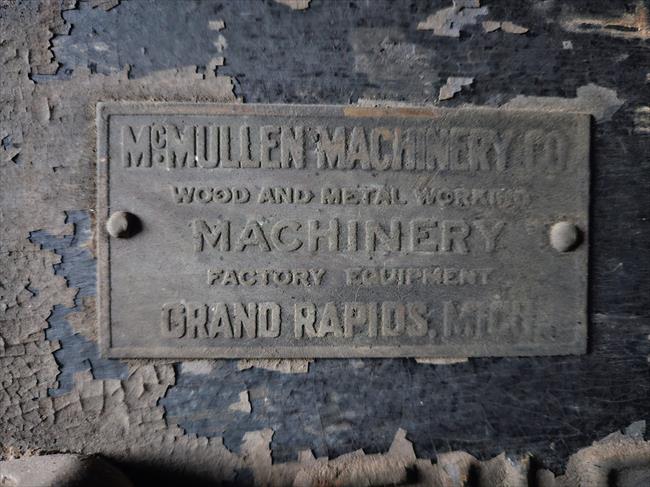 McMULLEN MACHINERY CO.
WOOD AND METAL WORKING
MACHINERY
FACTORY EQUIPMENT
GRAND RAPIDS, MICH.